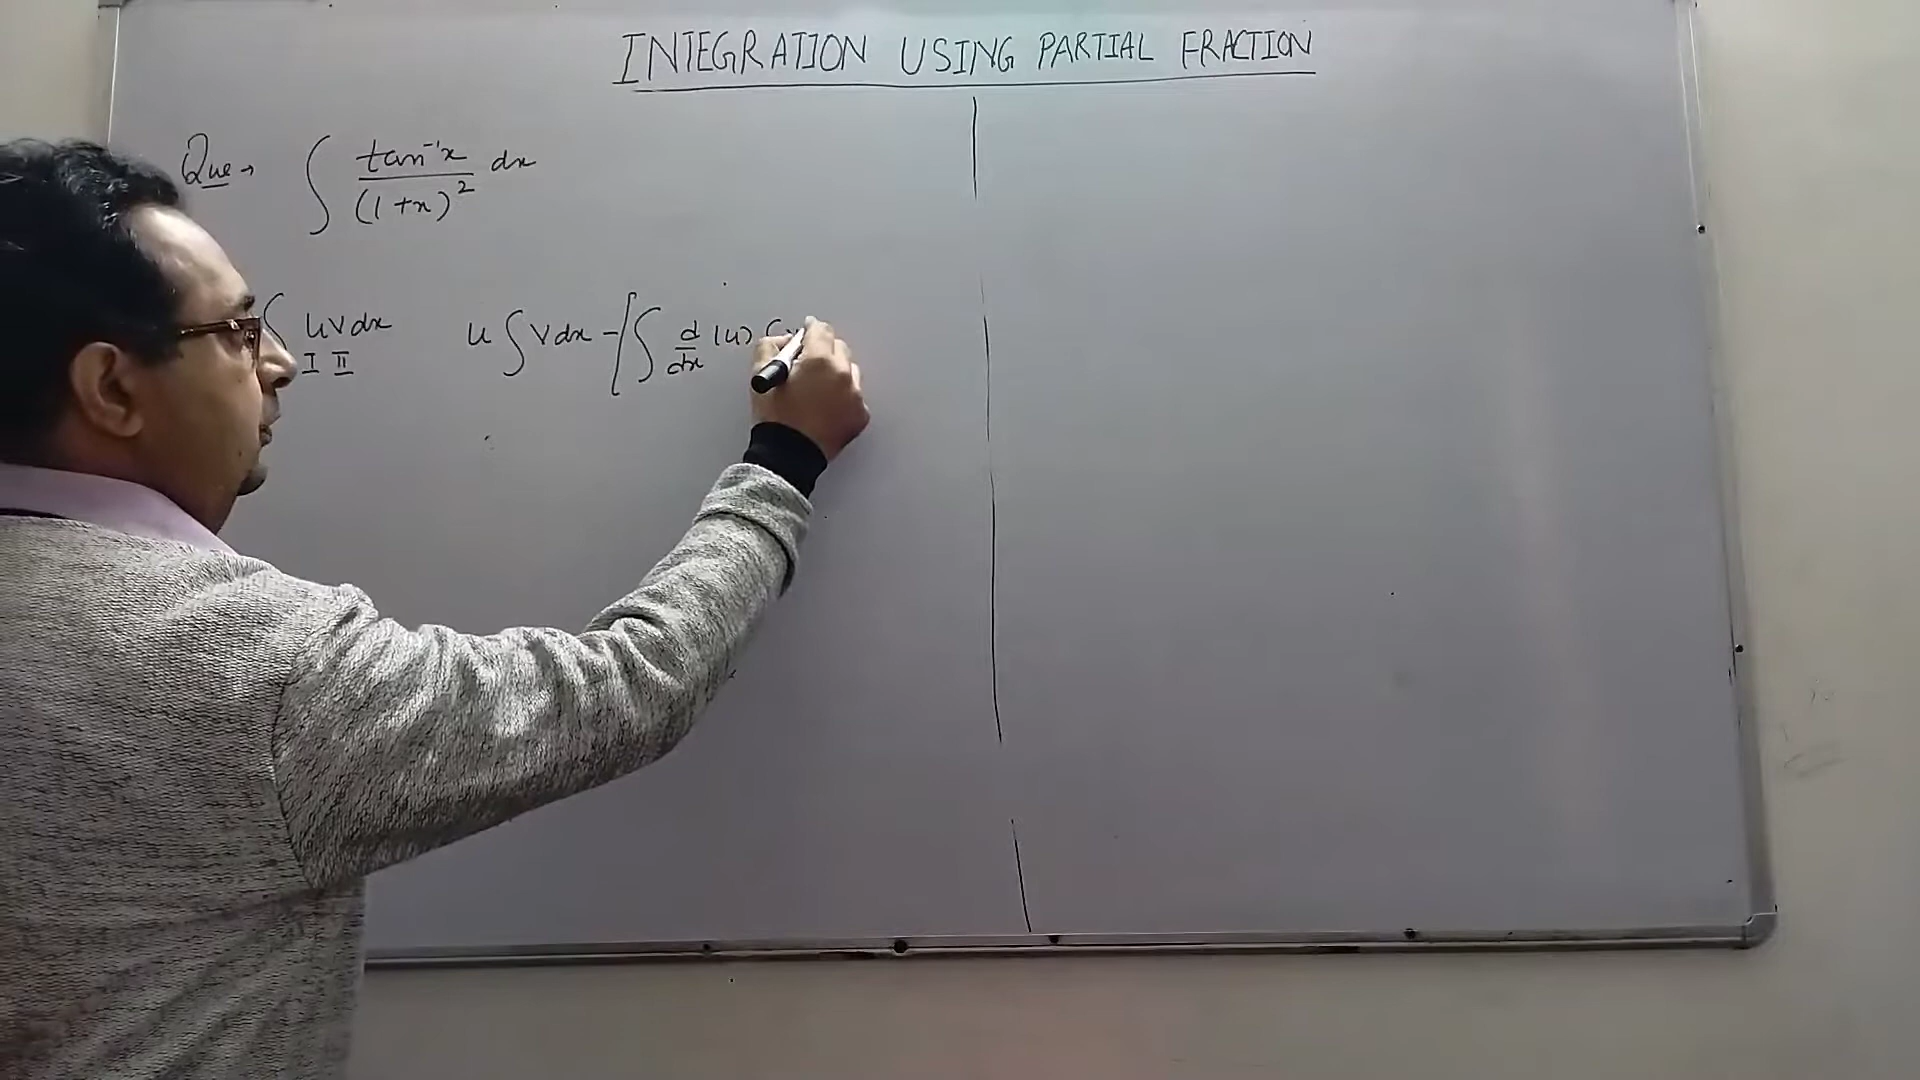 INTEGRATION USING PARTIAL FRACTION
Que → ∫ tan⁻¹x / (1+x)² dx
∫ uv dx u ∫ v dx - [∫ d/dx (u) ∫
I II